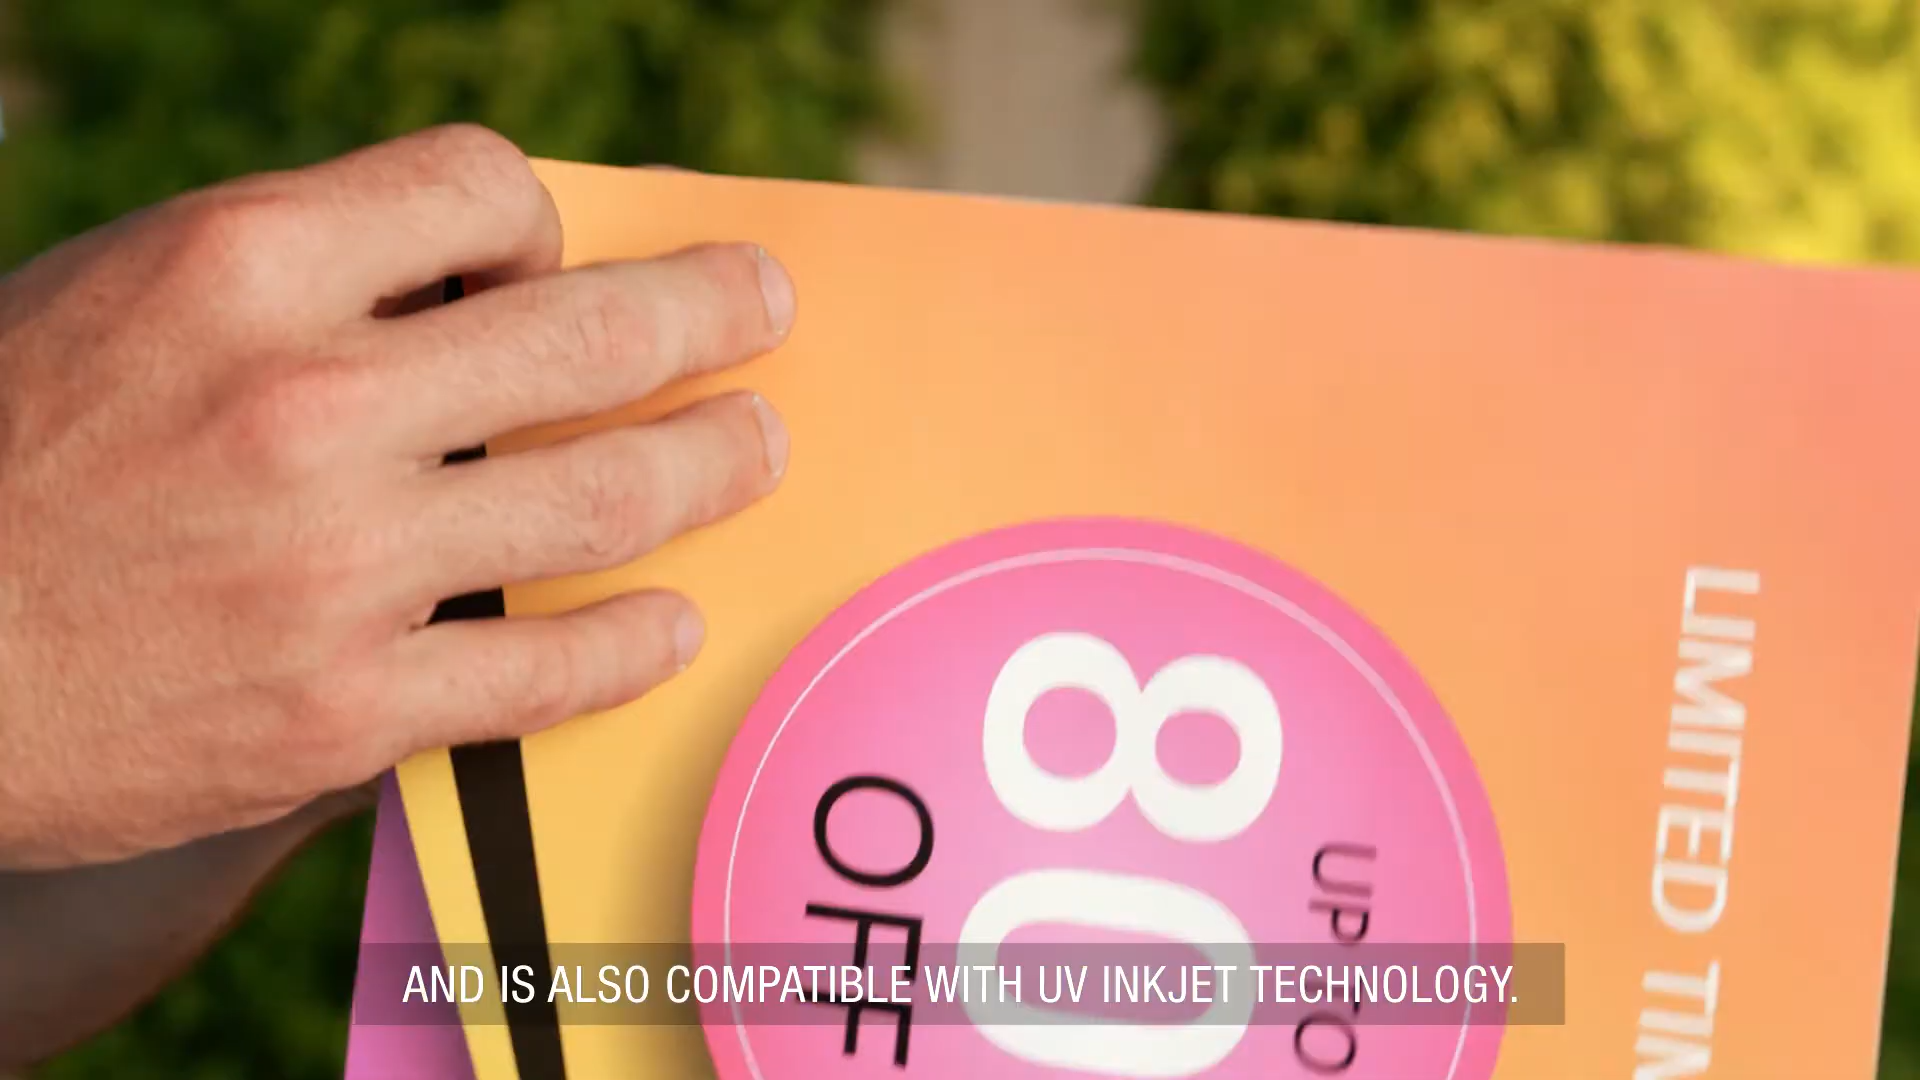 LIMITED
UP TO
80
OFF
AND IS ALSO COMPATIBLE WITH UV INKJET TECHNOLOGY.